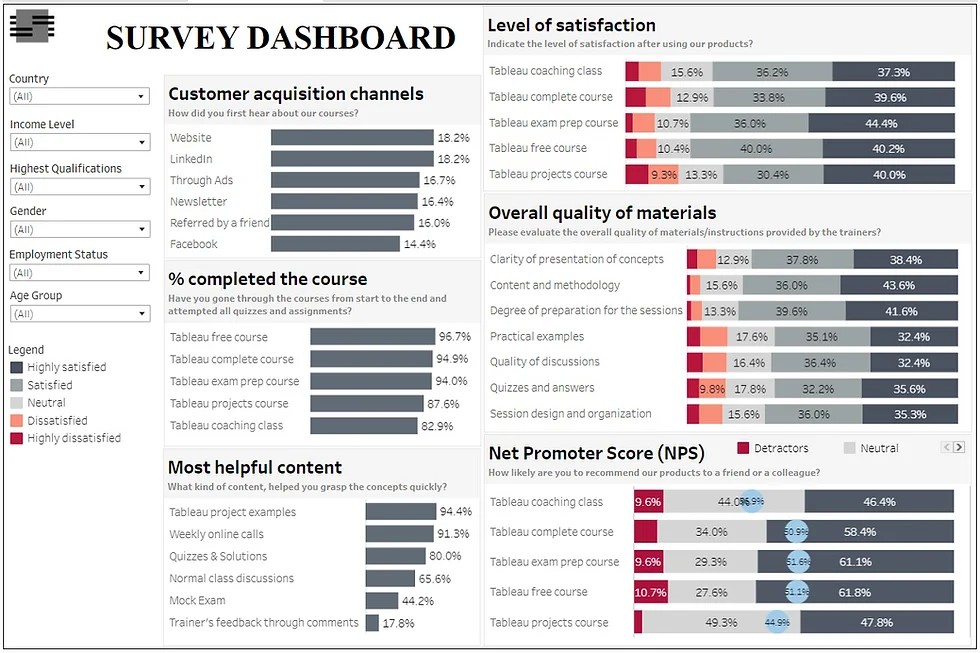 SURVEY DASHBOARD
Country
(All)
Income Level
(All)
Highest Qualifications
(All)
Gender
(All)
Employment Status
(All)
Age Group
(All)
Legend
Highly satisfied
Satisfied
Neutral
Dissatisfied
Highly dissatisfied
Customer acquisition channels
How did you first hear about our courses?
Website 18.2%
LinkedIn 18.2%
Through Ads 16.7%
Newsletter 16.4%
Referred by a friend 16.0%
Facebook 14.4%
% completed the course
Have you gone through the courses from start to the end and
attempted all quizzes and assignments?
Tableau free course 96.7%
Tableau complete course 94.9%
Tableau exam prep course 94.0%
Tableau projects course 87.6%
Tableau coaching class 82.9%
Most helpful content
What kind of content, helped you grasp the concepts quickly?
Tableau project examples 94.4%
Weekly online calls 91.3%
Quizzes & Solutions 80.0%
Normal class discussions 65.6%
Mock Exam 44.2%
Trainer's feedback through comments 17.8%
Level of satisfaction
Indicate the level of satisfaction after using our products?
Tableau coaching class 15.6% 36.2% 37.3%
Tableau complete course 12.9% 33.8% 39.6%
Tableau exam prep course 10.7% 36.0% 44.4%
Tableau free course 10.4% 40.0% 40.2%
Tableau projects course 9.3% 13.3% 30.4% 40.0%
Overall quality of materials
Please evaluate the overall quality of materials/instructions provided by the trainers?
Clarity of presentation of concepts 12.9% 37.8% 38.4%
Content and methodology 15.6% 36.0% 43.6%
Degree of preparation for the sessions 13.3% 39.6% 41.6%
Practical examples 17.6% 35.1% 32.4%
Quality of discussions 16.4% 36.4% 32.4%
Quizzes and answers 9.8% 17.8% 32.2% 35.6%
Session design and organization 15.6% 36.0% 35.3%
Net Promoter Score (NPS) Detractors Neutral
How likely are you to recommend our products to a friend or a colleague?
Tableau coaching class 9.6% 46.4%
Tableau complete course 34.0% 50.9% 58.4%
Tableau exam prep course 9.6% 29.3% 51.6% 61.1%
Tableau free course 10.7% 27.6% 51.1% 61.8%
Tableau projects course 49.3% 44.9% 47.8%